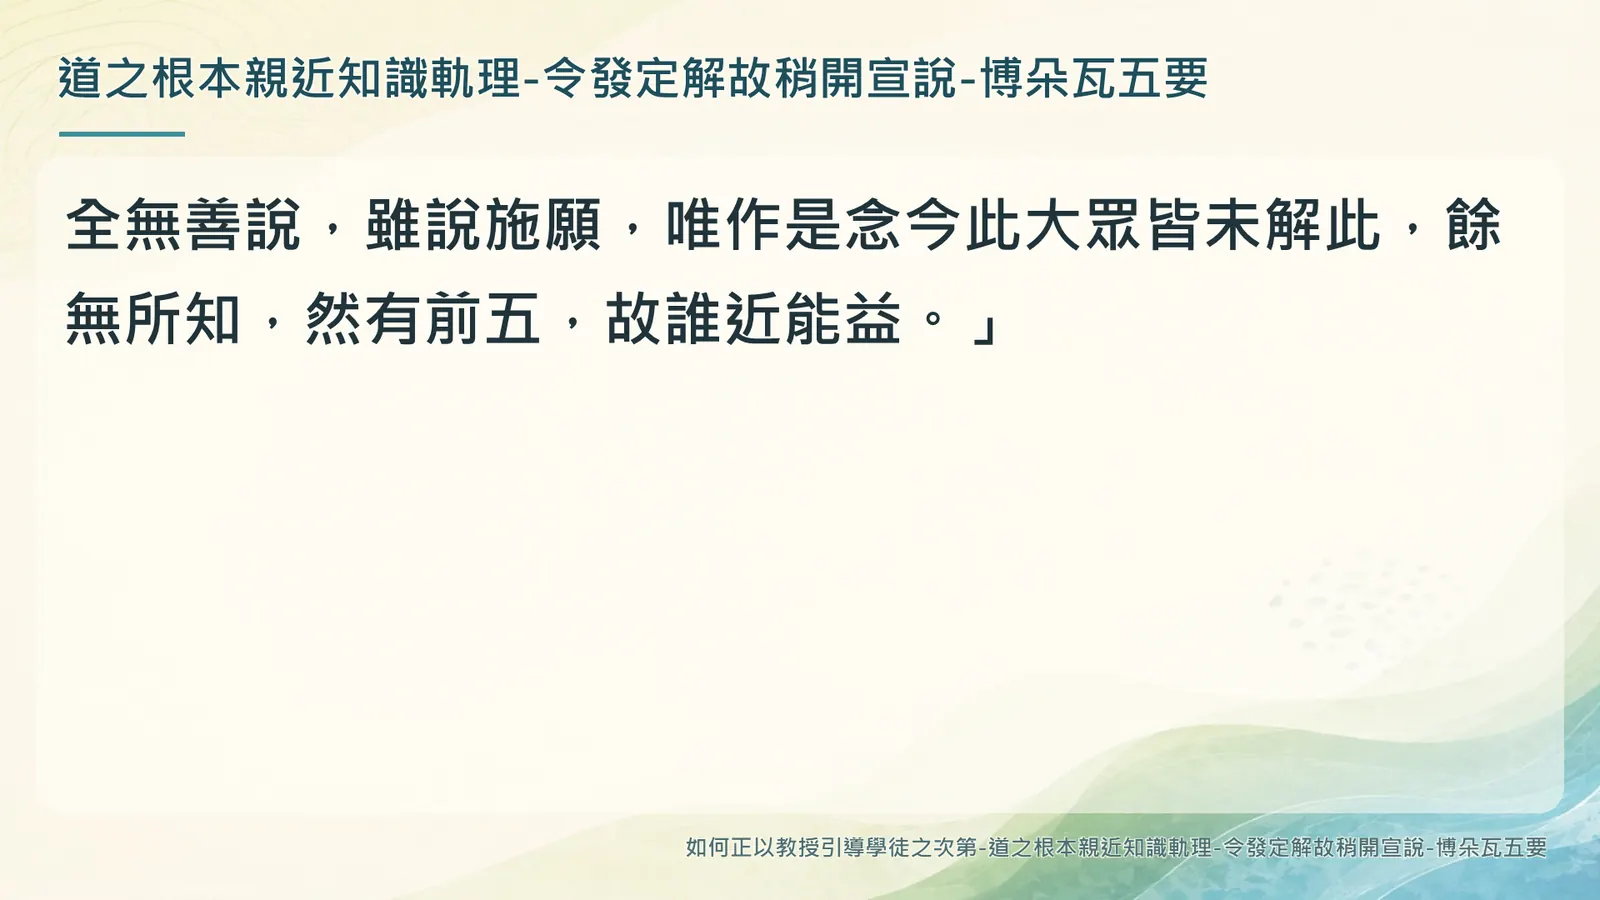 道之根本親近知識軌理-令發定解故稍開宣說-博朵瓦五要
全無善說，雖說施願，唯作是念今此大眾皆未解此，餘
無所知，然有前五，故誰近能益。」
如何正以教授引導學徒之次第-道之根本親近知識軌理-令發定解故稍開宣說-博朵瓦五要